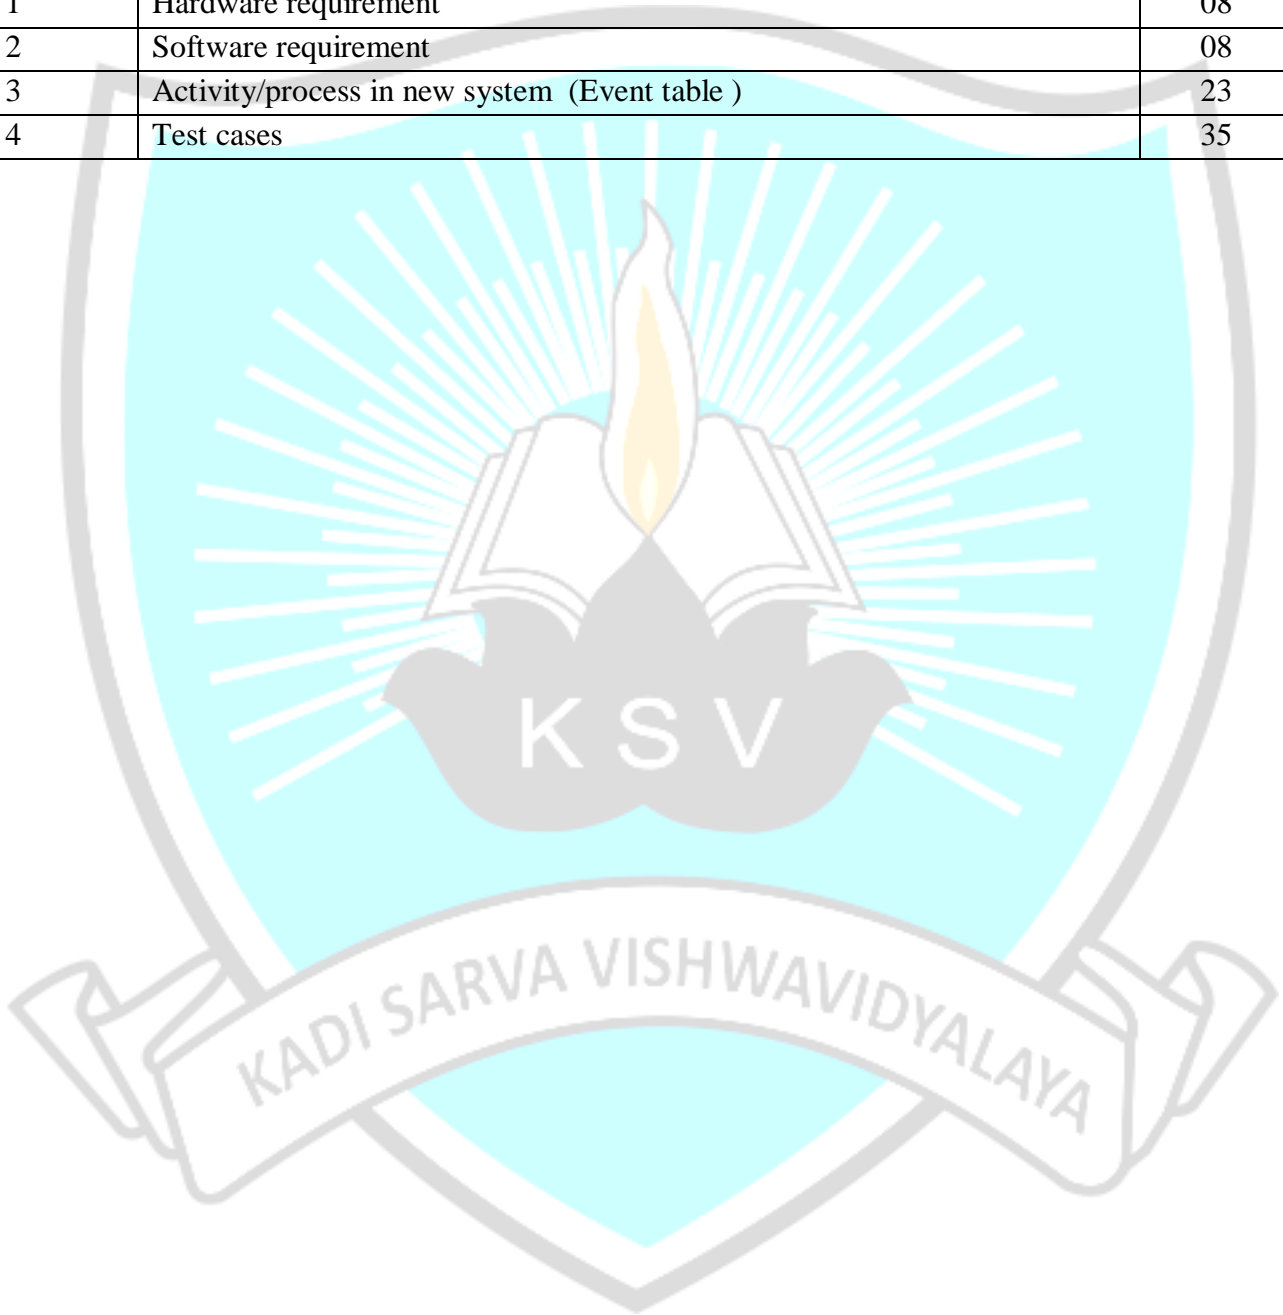 1 Hardware requirement 08
2 Software requirement 08
3 Activity/process in new system (Event table ) 23
4 Test cases 35
K S V
KADI SARVA VISHWAVIDYALAYA